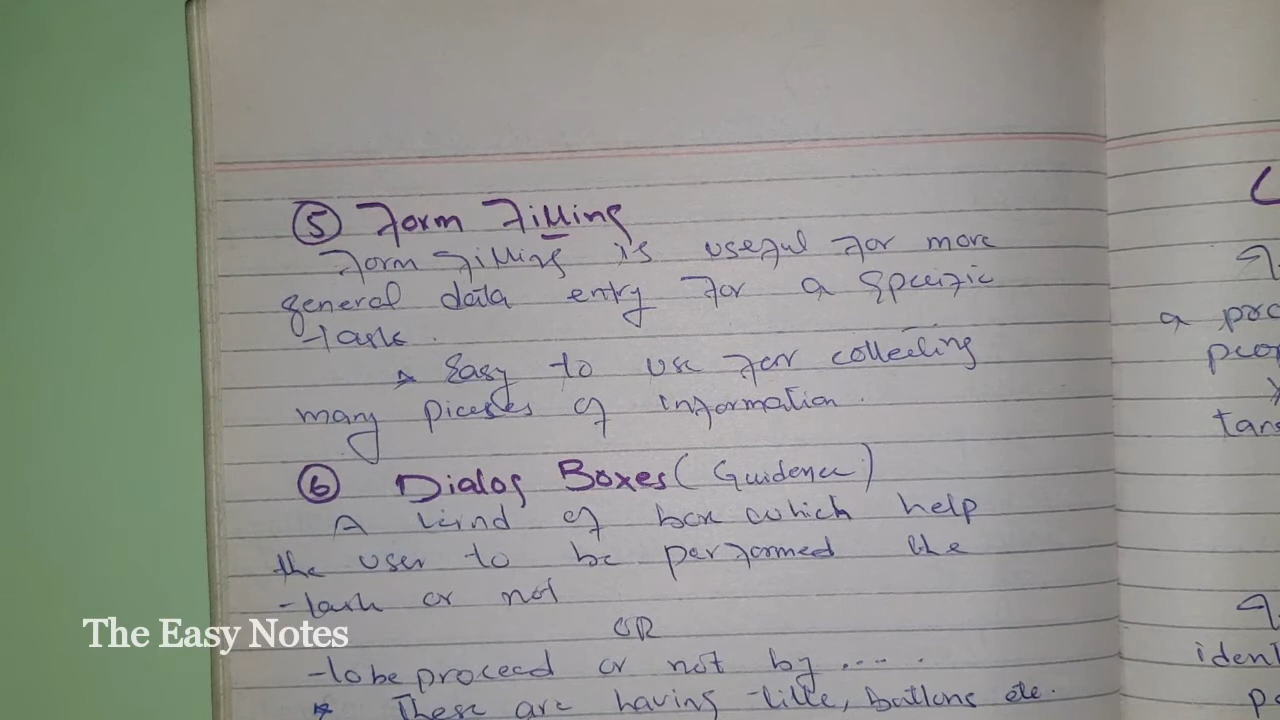 ⑤ Form Filling
Form Filling is useful for more
general data entry for a specific
task.
* Easy to use for collecting
many piceses of information.
⑥ Dialog Boxes (Guidence)
A kind of box which help
the user to be performed the
task or not
OR
to be proceed or not by .... .
* These are having title, buttons etc.
The Easy Notes
a
tan
iden